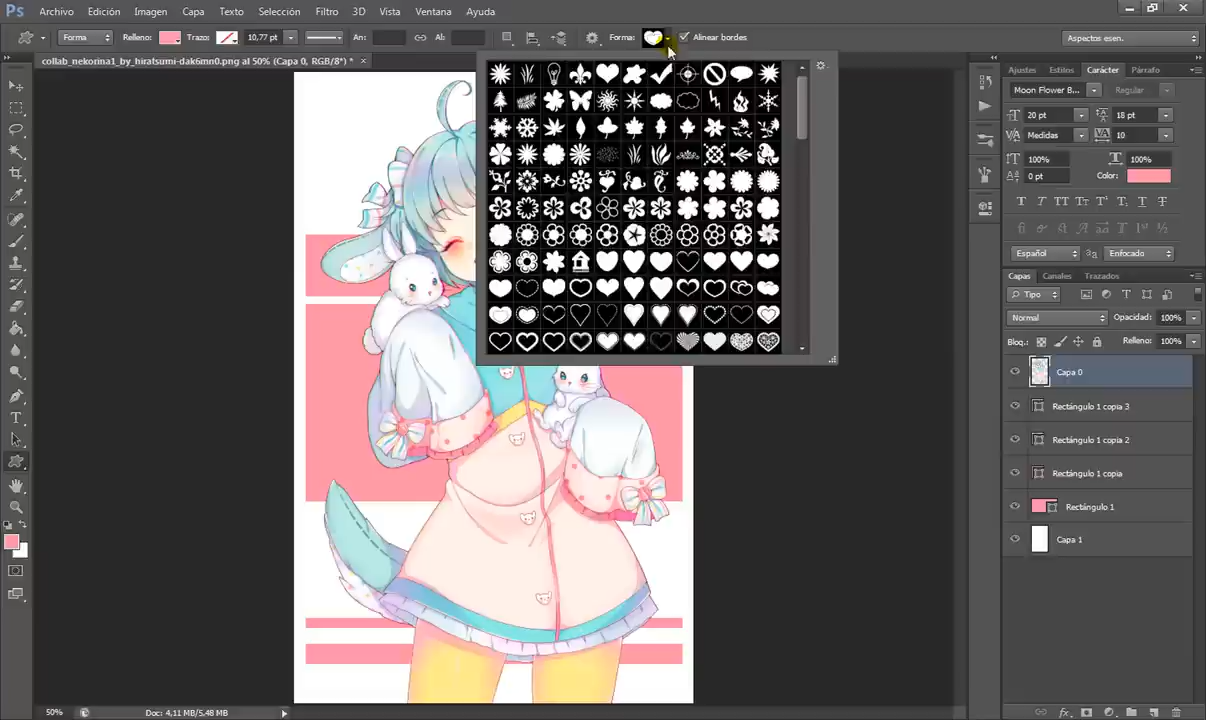 Ps Archivo Edición Imagen Capa Texto Selección Filtro 3D Vista Ventana Ayuda
Forma Relleno: Trazo: 10,77 pt An: Al: Forma: Alinear bordes Aspectos esen.
collab_nekorina1_by_hiratsumi-dak6mn0.png al 50% (Capa 0, RGB/8*) *
Ajustes Estilos Carácter Párrafo
Moon Flower B... Regular
20 pt 18 pt
Medidas 10
100% 100%
0 pt Color:
Español Enfocado
Capas Canales Trazados
Tipo
Normal Opacidad: 100%
Bloq.: Relleno: 100%
Capa 0
Rectángulo 1 copia 3
Rectángulo 1 copia 2
Rectángulo 1 copia
Rectángulo 1
Capa 1
50% Doc: 4,11 MB/5,48 MB